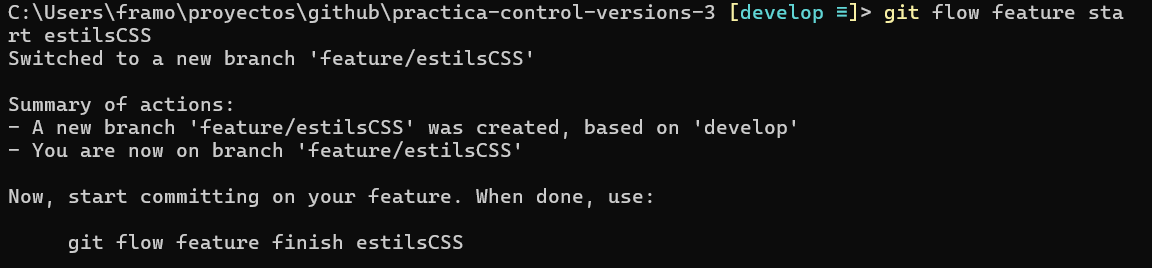 C:\Users\framo\proyectos\github\practica-control-versions-3 [develop ≡]> git flow feature sta
rt estilsCSS
Switched to a new branch 'feature/estilsCSS'
Summary of actions:
- A new branch 'feature/estilsCSS' was created, based on 'develop'
- You are now on branch 'feature/estilsCSS'
Now, start committing on your feature. When done, use:
git flow feature finish estilsCSS